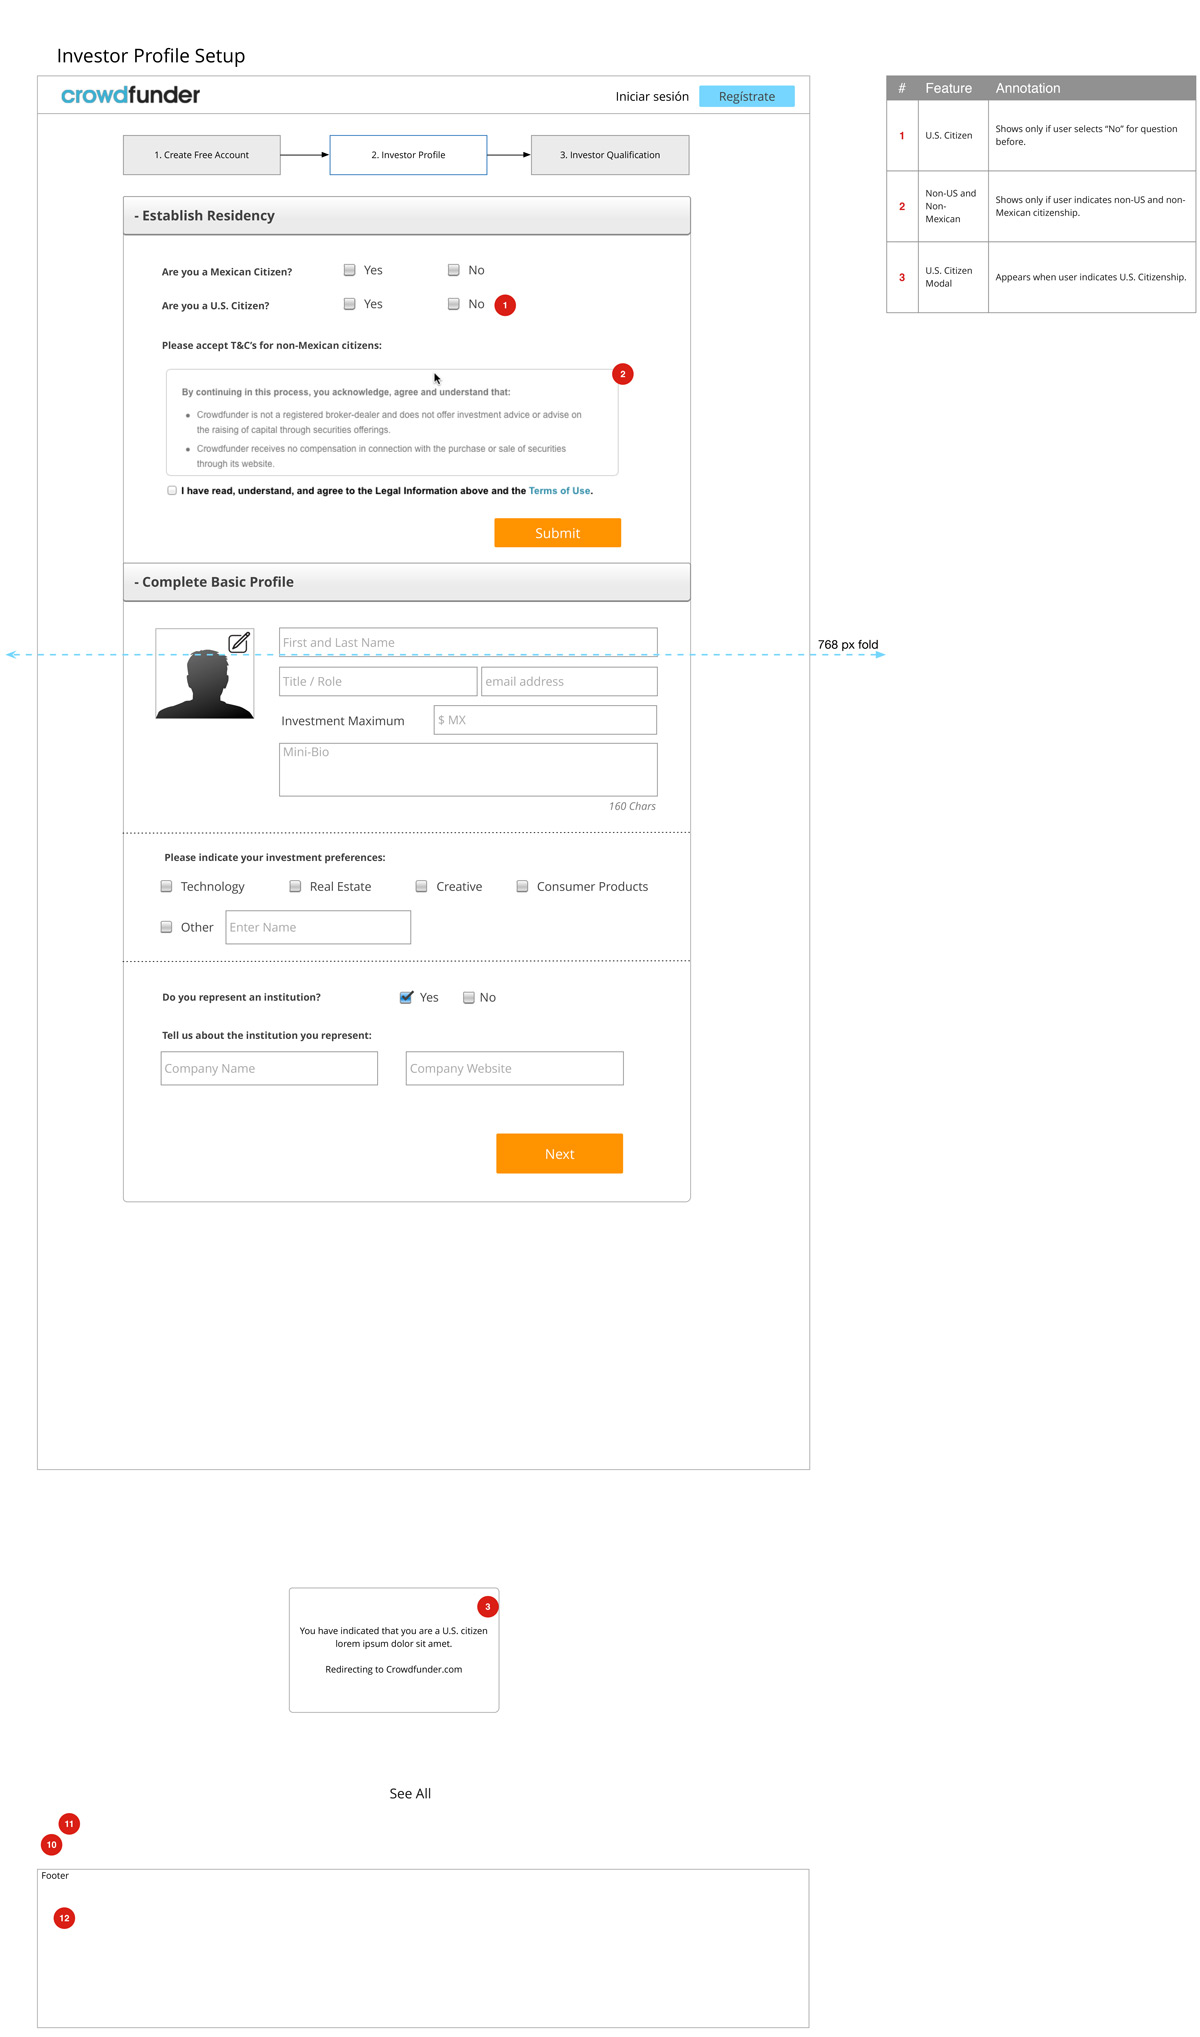 Investor Profile Setup
crowdfunder
Iniciar sesión
Regístrate
1. Create Free Account
2. Investor Profile
3. Investor Qualification
- Establish Residency
Are you a Mexican Citizen?
Yes
No
Are you a U.S. Citizen?
Yes
No
1
Please accept T&C's for non-Mexican citizens:
2
By continuing in this process, you acknowledge, agree and understand that:
• Crowdfunder is not a registered broker-dealer and does not offer investment advice or advise on
the raising of capital through securities offerings.
• Crowdfunder receives no compensation in connection with the purchase or sale of securities
through its website.
I have read, understand, and agree to the Legal Information above and the Terms of Use.
Submit
- Complete Basic Profile
First and Last Name
768 px fold
Title / Role
email address
Investment Maximum
$ MX
Mini-Bio
160 Chars
Please indicate your investment preferences:
Technology
Real Estate
Creative
Consumer Products
Other
Enter Name
Do you represent an institution?
Yes
No
Tell us about the institution you represent:
Company Name
Company Website
Next
# Feature Annotation
1
U.S. Citizen
Shows only if user selects “No” for question
before.
2
Non-US and
Non-
Mexican
Shows only if user indicates non-US and non-
Mexican citizenship.
3
U.S. Citizen
Modal
Appears when user indicates U.S. Citizenship.
3
You have indicated that you are a U.S. citizen
lorem ipsum dolor sit amet.
Redirecting to Crowdfunder.com
See All
11
10
Footer
12